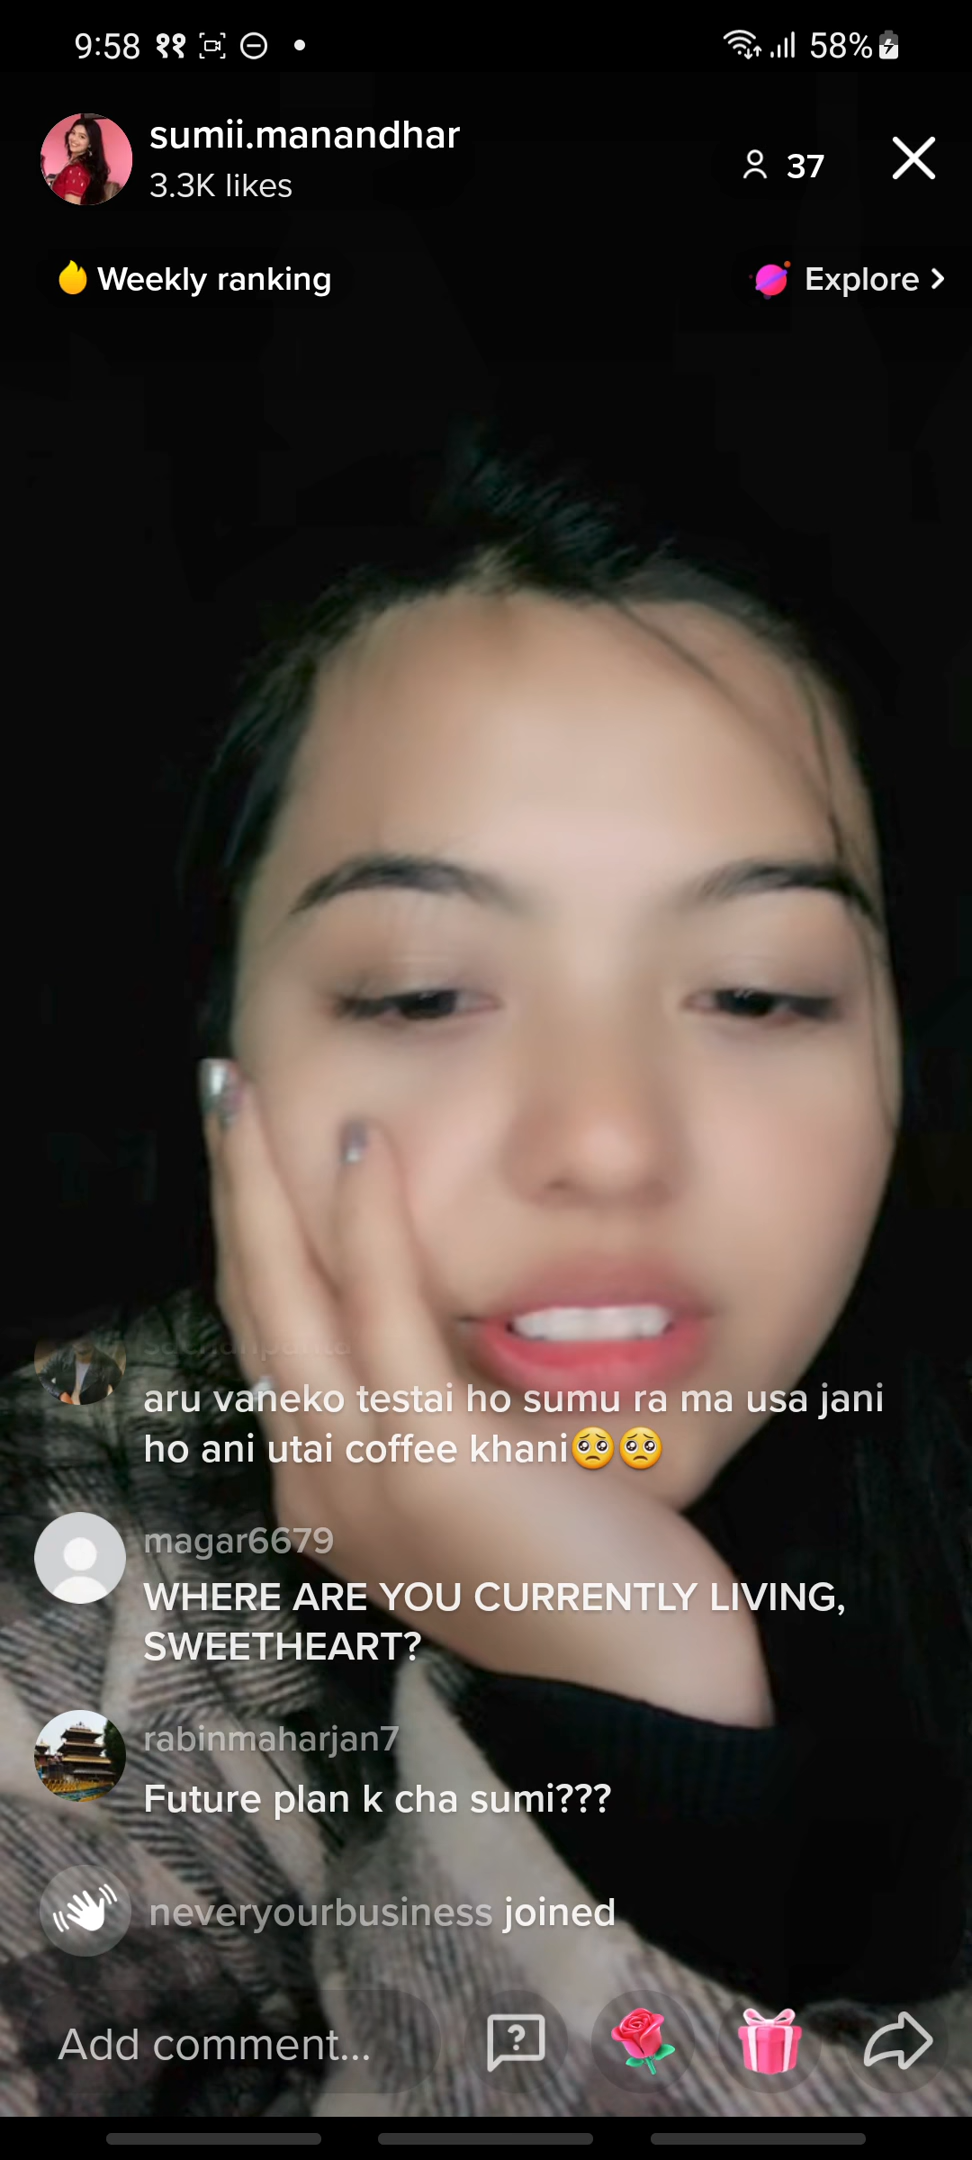 9:58 ११ 58%
sumii.manandhar
3.3K likes
37
Weekly ranking
Explore >
aru vaneko testai ho sumu ra ma usa jani
ho ani utai coffee khani🥺🥺
magar6679
WHERE ARE YOU CURRENTLY LIVING,
SWEETHEART?
rabinmaharjan7
Future plan k cha sumi???
neveryourbusiness joined
Add comment...